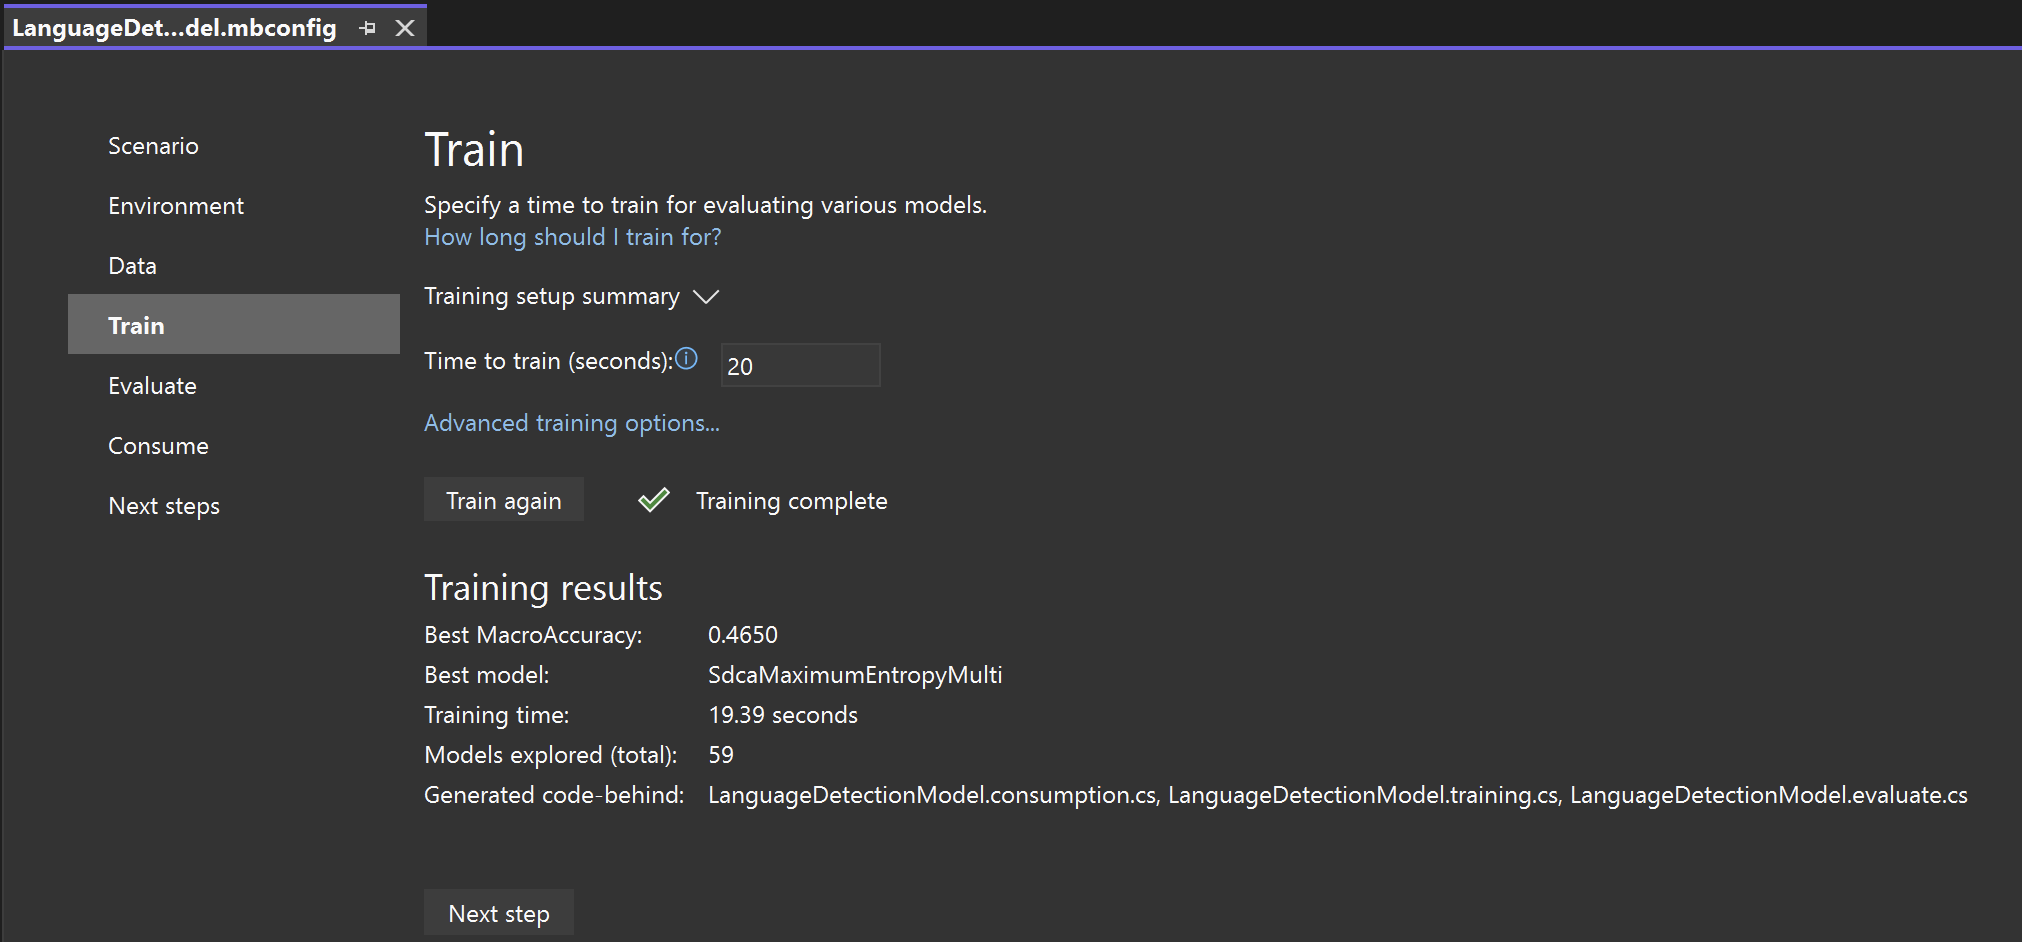 LanguageDet...del.mbconfig
Scenario
Environment
Data
Train
Evaluate
Consume
Next steps
Train
Specify a time to train for evaluating various models.
How long should I train for?
Training setup summary
Time to train (seconds): 20
Advanced training options...
Train again Training complete
Training results
Best MacroAccuracy: 0.4650
Best model: SdcaMaximumEntropyMulti
Training time: 19.39 seconds
Models explored (total): 59
Generated code-behind: LanguageDetectionModel.consumption.cs, LanguageDetectionModel.training.cs, LanguageDetectionModel.evaluate.cs
Next step